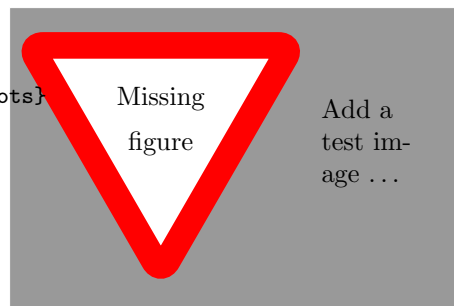 ots}
Missing
figure
Add a
test im-
age ...